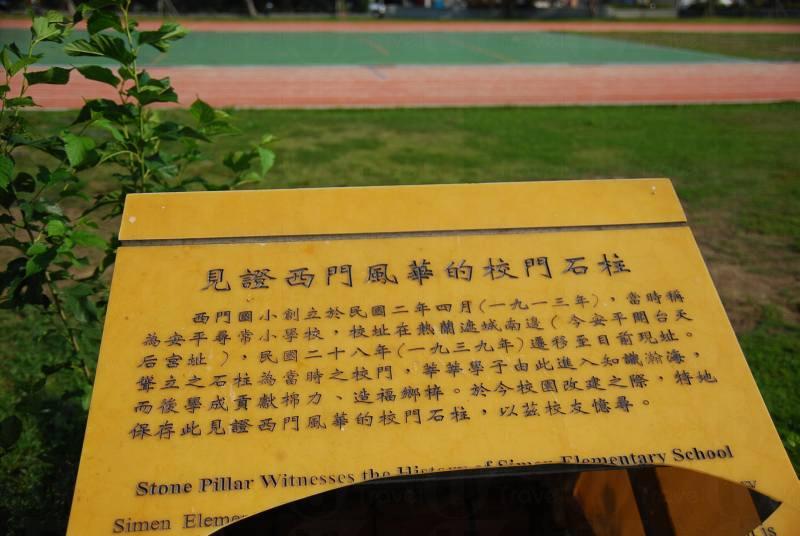 見證西門風華的校門石柱
西門國小創立於民國二年四月(一九一三年),當時稱
為安平尋常小學校,校址在熱蘭遮城南邊(今安平開台天
后宮址),民國二十八年(一九三九年)遷移至目前現址。
聳立之石柱為當時之校門,莘莘學子由此進入知識瀚海,
而後學成貢獻棉力、造福鄉梓。於今校園改建之際,特地
保存此見證西門風華的校門石柱,以茲校友憶尋。
Stone Pillar Witnesses the History of Simen Elementary School
Simen
is